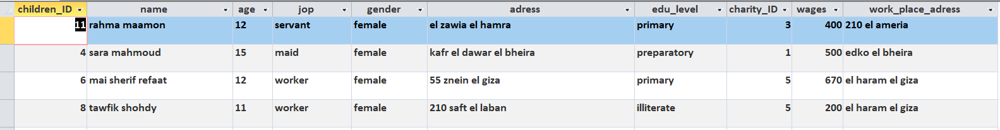 children_ID name age jop gender adress edu_level charity_ID wages work_place_adress
11 rahma maamon 12 servant female el zawia el hamra primary 3 400 210 el ameria
4 sara mahmoud 15 maid female kafr el dawar el bheira preparatory 1 500 edko el bheira
6 mai sherif refaat 12 worker female 55 znein el giza primary 5 670 el haram el giza
8 tawfik shohdy 11 worker female 210 saft el laban illiterate 5 200 el haram el giza